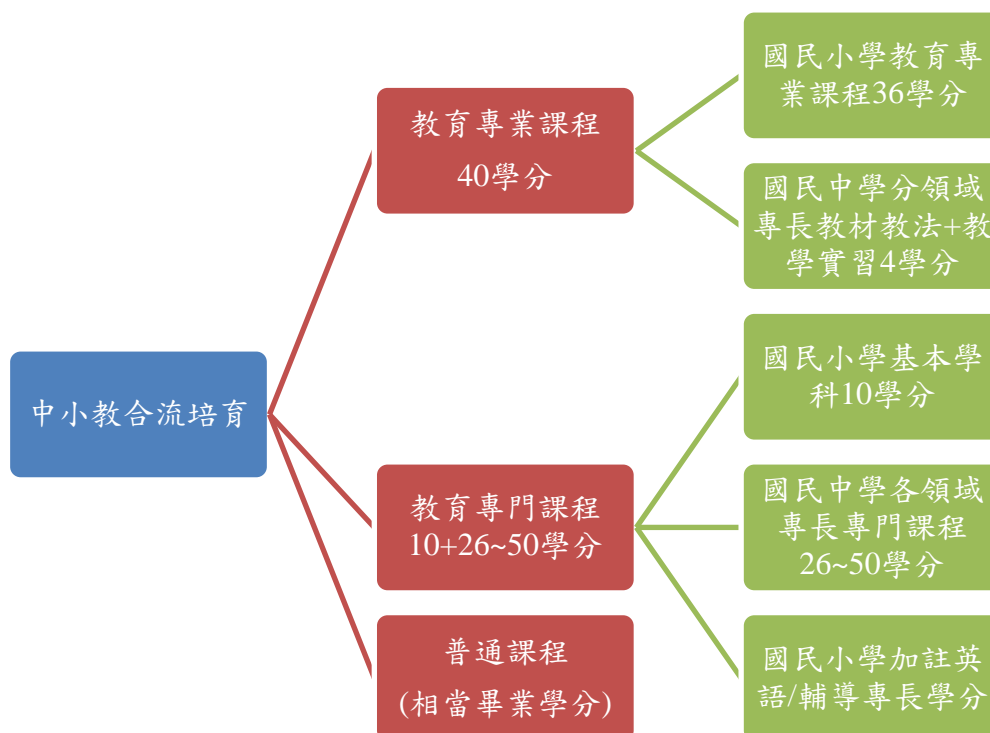 中小教合流培育
教育專業課程
40學分
國民小學教育專
業課程36學分
國民中學分領域
專長教材教法+教
學實習4學分
教育專門課程
10+26~50學分
國民小學基本學
科10學分
國民中學各領域
專長專門課程
26~50學分
國民小學加註英
語/輔導專長學分
普通課程
(相當畢業學分)